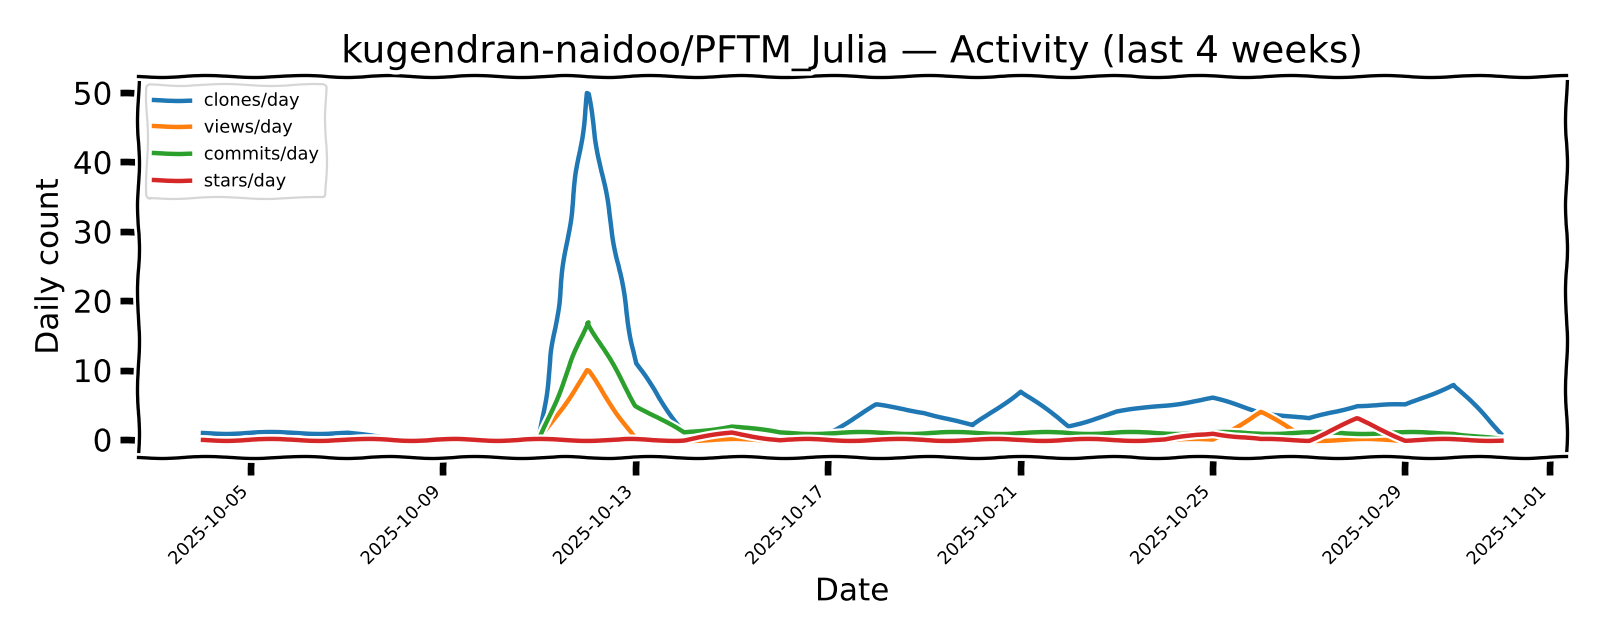 kugendran-naidoo/PFTM_Julia — Activity (last 4 weeks)
Daily count
50
40
30
20
10
0
clones/day
views/day
commits/day
stars/day
2025-10-05
2025-10-09
2025-10-13
2025-10-17
2025-10-21
2025-10-25
2025-10-29
2025-11-01
Date